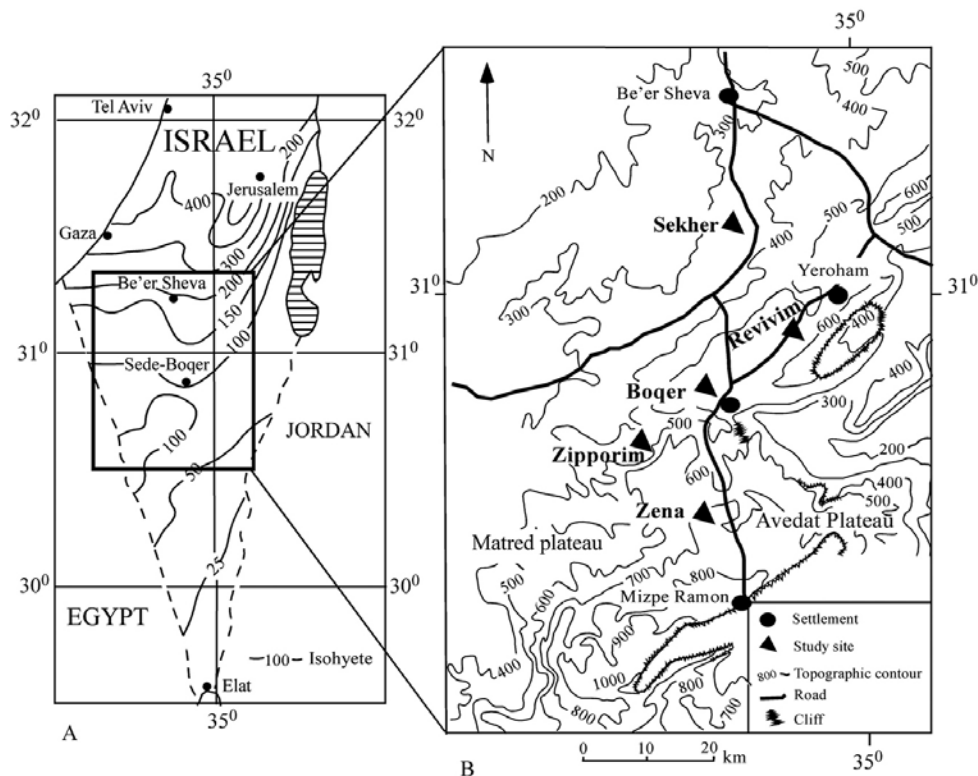 35⁰
Tel Aviv
32⁰
32⁰
ISRAEL
200
Jerusalem
400
Gaza
300
Be'er Sheva
200
150
31⁰
100
31⁰
Sede-Boqer
100
JORDAN
50
25
30⁰
30⁰
EGYPT
100 Isohyete
Elat
35⁰
A
35⁰
500
400
Be'er Sheva
300
N
200
600
500
500
Sekher
400
Yeroham
31⁰
31⁰
300
600
400
Revivim
700
400
Boqer
300
500
Zipporim
200
600
400
500
Zena
Avedat Plateau
Matred plateau
500
700
800
600
Mizpe Ramon
900
Settlement
Study site
400
1000
800
800 Topographic contour
800
700
Road
Cliff
0 10 20 km
35⁰
B